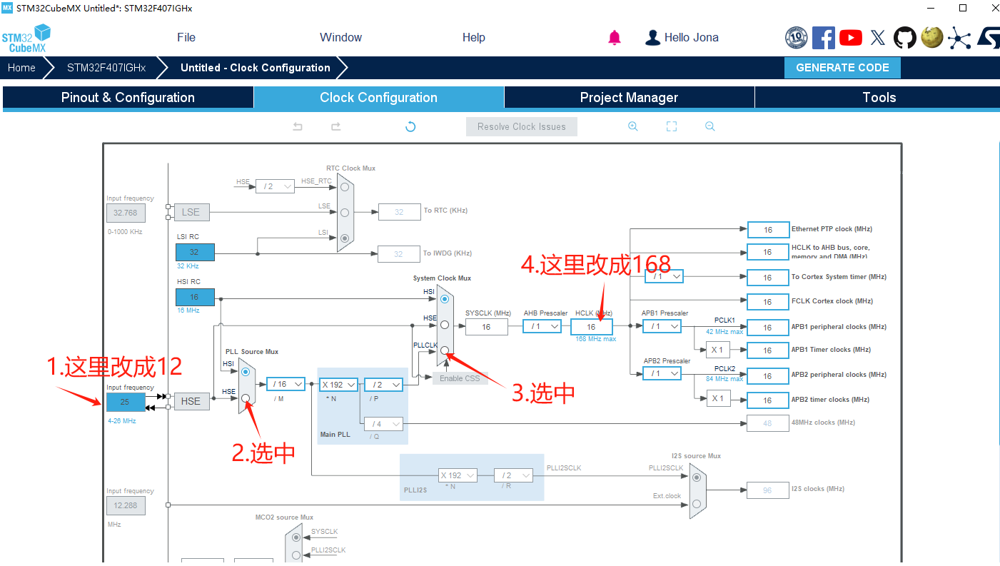 MX STM32CubeMX Untitled*: STM32F407IGHx
STM32
CubeMX
File
Window
Help
10
Hello Jona
Home
STM32F407IGHx
Untitled - Clock Configuration
GENERATE CODE
Pinout & Configuration
Clock Configuration
Project Manager
Tools
Resolve Clock Issues
RTC Clock Mux
HSE
/ 2
HSE_RTC
Input frequency
32.768
0-1000 KHz
LSE
LSE
32
To RTC (KHz)
LSI RC
32
32 KHz
LSI
32
To IWDG (KHz)
HSI RC
16
16 MHz
System Clock Mux
HSI
HSE
PLLCLK
SYSCLK (MHz)
16
AHB Prescaler
/ 1
HCLK (MHz)
16
168 MHz max
4.这里改成168
16
Ethernet PTP clock (MHz)
16
HCLK to AHB bus, core,
memory and DMA (MHz)
/ 1
16
To Cortex System timer (MHz)
16
FCLK Cortex clock (MHz)
APB1 Prescaler
/ 1
PCLK1
42 MHz max
16
APB1 peripheral clocks (MHz)
X 1
16
APB1 Timer clocks (MHz)
APB2 Prescaler
/ 1
PCLK2
84 MHz max
16
APB2 peripheral clocks (MHz)
X 1
16
APB2 timer clocks (MHz)
1.这里改成12
PLL Source Mux
HSI
HSE
Input frequency
25
4-26 MHz
HSE
/ 16
/ M
X 192
* N
/ 2
/ P
Enable CSS
3.选中
/ 4
/ Q
Main PLL
48
48MHz clocks (MHz)
2.选中
I2S source Mux
X 192
* N
/ 2
/ R
PLLI2S
PLLI2SCLK
PLLI2SCLK
Ext.clock
96
I2S clocks (MHz)
Input frequency
12.288
MHz
MCO2 source Mux
SYSCLK
PLLI2SCLK